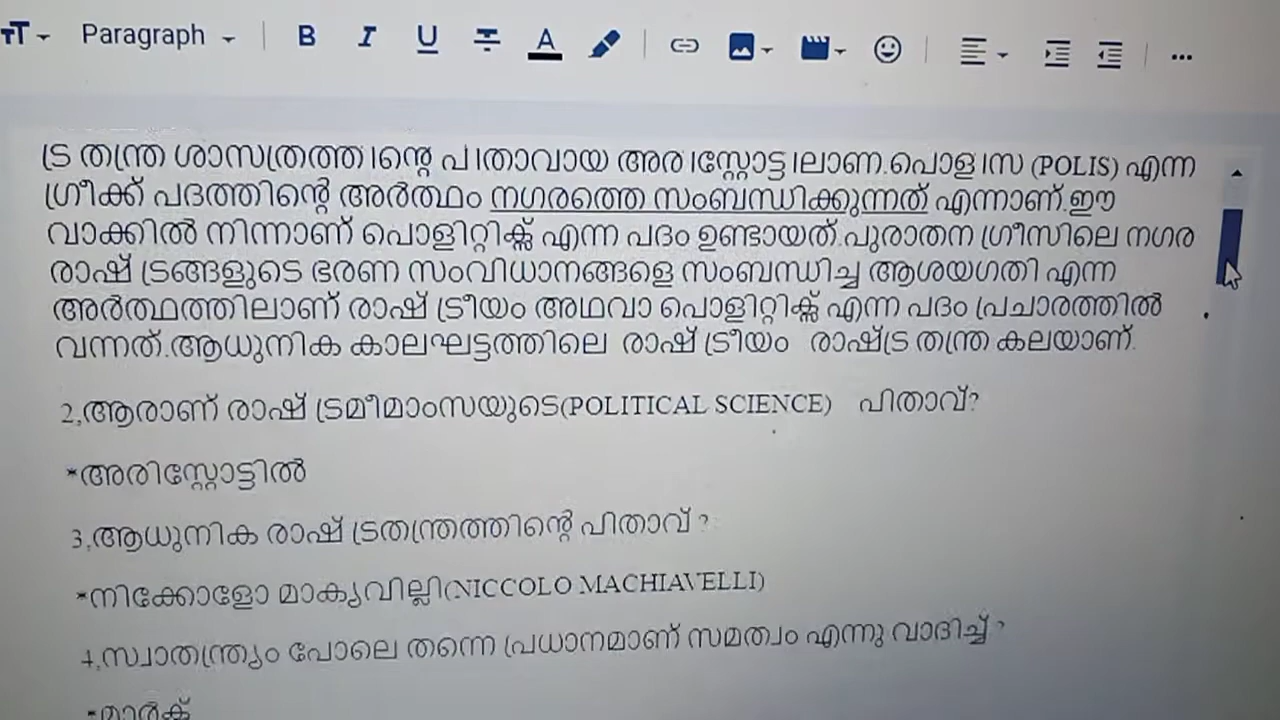 Paragraph
ട്ര തന്ത്ര ശാസ്ത്രത്ത ിന്റെ പ ിതാവായ അര ിസ്റ്റോട്ട ിലാണ.പൊള ിസ (POLIS) എന്ന
ഗ്രീക്ക് പദത്തിന്റെ അർത്ഥം നഗരത്തെ സംബന്ധിക്കുന്നത് എന്നാണ്.ഈ
വാക്കിൽ നിന്നാണ് പൊളിറ്റിക്സ് എന്ന പദം ഉണ്ടായത്.പുരാതന ഗ്രീസിലെ നഗര
രാഷ് ട്രങ്ങളുടെ ഭരണ സംവിധാനങ്ങളെ സംബന്ധിച്ച ആശയഗതി എന്ന
അർത്ഥത്തിലാണ് രാഷ് ട്രീയം അഥവാ പൊളിറ്റിക്സ് എന്ന പദം പ്രചാരത്തിൽ
വന്നത്.ആധുനിക കാലഘട്ടത്തിലെ രാഷ് ട്രീയം രാഷ്ട്ര തന്ത്ര കലയാണ്.
2,ആരാണ് രാഷ് ട്രമീമാംസയുടെ(POLITICAL SCIENCE) പിതാവ്?
*അരിസ്റ്റോട്ടിൽ
3,ആധുനിക രാഷ് ട്രതന്ത്രത്തിന്റെ പിതാവ് ?
*നിക്കോളോ മാക്യവില്ലി(NICCOLO MACHIAVELLI)
4,സ്വാതന്ത്ര്യം പോലെ തന്നെ പ്രധാനമാണ് സമത്വം എന്നു വാദിച്ച് ?